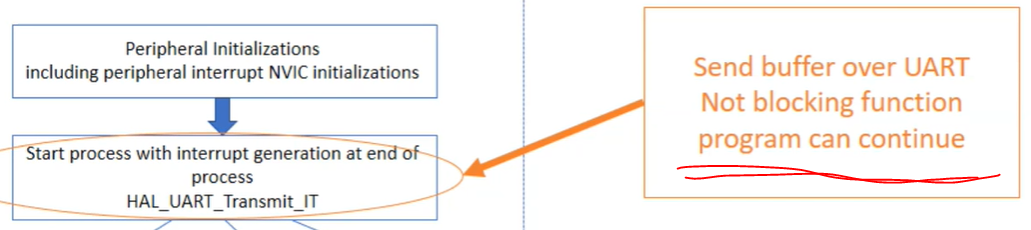 Peripheral Initializations
including peripheral interrupt NVIC initializations
Start process with interrupt generation at end of
process
HAL_UART_Transmit_IT
Send buffer over UART
Not blocking function
program can continue